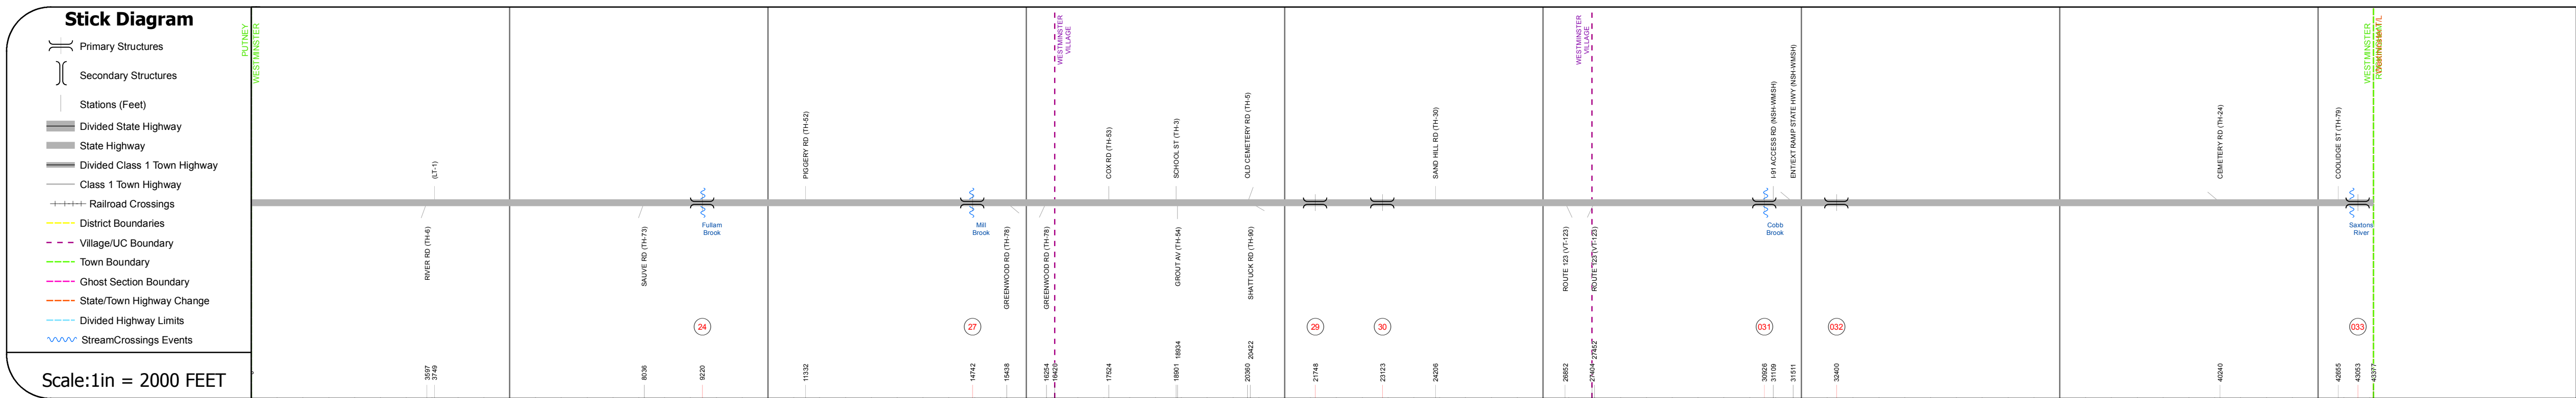 Stick Diagram
Primary Structures
Secondary Structures
Stations (Feet)
Divided State Highway
State Highway
Divided Class 1 Town Highway
Class 1 Town Highway
Railroad Crossings
District Boundaries
Village/UC Boundary
Town Boundary
Ghost Section Boundary
State/Town Highway Change
Divided Highway Limits
StreamCrossings Events
Scale:1in = 2000 FEET
PUTNEY
WESTMINSTER
WESTMINSTER
VILLAGE
WESTMINSTER
VILLAGE
WESTMINSTER
(LT-1)
PIGGERY RD (TH-52)
COX RD (TH-53)
SCHOOL ST (TH-3)
OLD CEMETERY RD (TH-5)
SAND HILL RD (TH-30)
I-91 ACCESS RD (NSH-WMSH)
ENT/EXT RAMP STATE HWY (NSH-WMSH)
CEMETERY RD (TH-24)
COOLIDGE ST (TH-79)
Fullam
Brook
Mill
Brook
Cobb
Brook
Saxtons
River
RIVER RD (TH-6)
SAUVE RD (TH-73)
GREENWOOD RD (TH-78)
GREENWOOD RD (TH-78)
GROUT AV (TH-54)
SHATTUCK RD (TH-90)
ROUTE 123 (VT-123)
ROUTE 123 (VT-123)
24
27
29
30
031
032
033
0
3597
3749
8036
9220
11332
14742
15438
16254
16420
17524
18901
18934
20360
20422
21748
23123
24206
26852
27404
27452
30926
31109
31511
32400
40240
42655
43053
43377